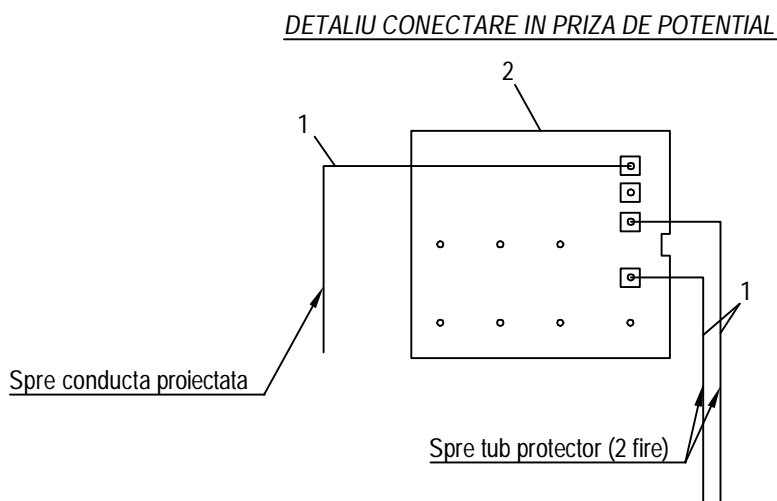 DETALIU CONECTARE IN PRIZA DE POTENTIAL
2
1
1
Spre conducta proiectata
Spre tub protector (2 fire)